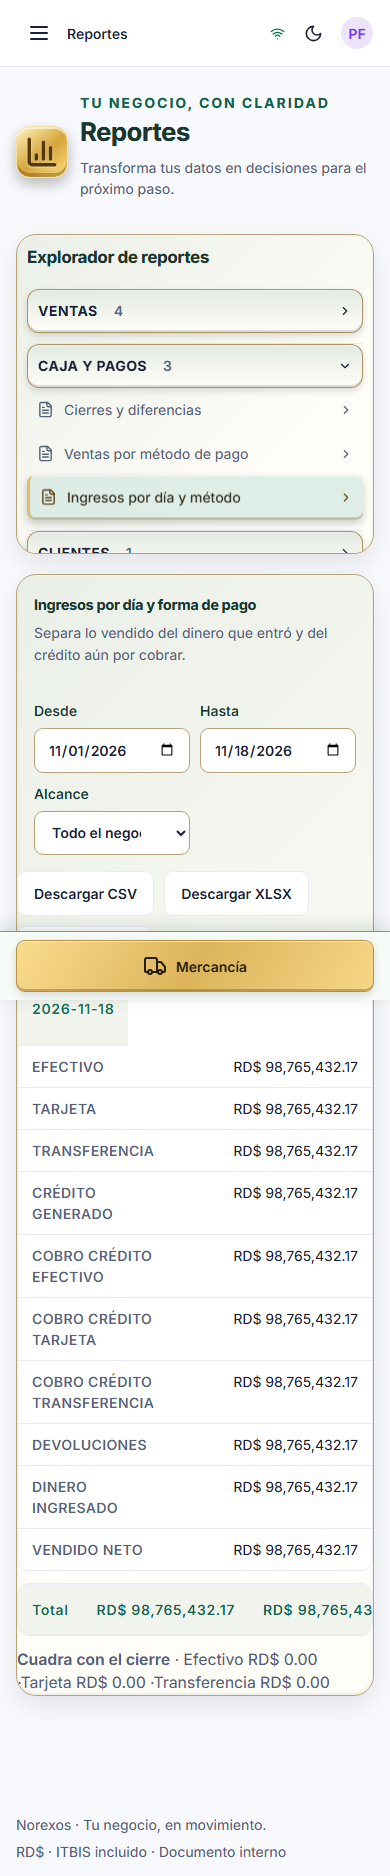 Reportes
PF
TU NEGOCIO, CON CLARIDAD
Reportes
Transforma tus datos en decisiones para el
próximo paso.
Explorador de reportes
VENTAS 4
CAJA Y PAGOS 3
Cierres y diferencias
Ventas por método de pago
Ingresos por día y método
CLIENTES 1
Ingresos por día y forma de pago
Separa lo vendido del dinero que entró y del
crédito aún por cobrar.
Desde Hasta
11/01/2026 11/18/2026
Alcance
Todo el nego
Descargar CSV Descargar XLSX
Mercancía
2026-11-18
EFECTIVO RD$ 98,765,432.17
TARJETA RD$ 98,765,432.17
TRANSFERENCIA RD$ 98,765,432.17
CRÉDITO RD$ 98,765,432.17
GENERADO
COBRO CRÉDITO RD$ 98,765,432.17
EFECTIVO
COBRO CRÉDITO RD$ 98,765,432.17
TARJETA
COBRO CRÉDITO RD$ 98,765,432.17
TRANSFERENCIA
DEVOLUCIONES RD$ 98,765,432.17
DINERO RD$ 98,765,432.17
INGRESADO
VENDIDO NETO RD$ 98,765,432.17
Total RD$ 98,765,432.17 RD$ 98,765,43
Cuadra con el cierre · Efectivo RD$ 0.00
·Tarjeta RD$ 0.00 ·Transferencia RD$ 0.00
Norexos · Tu negocio, en movimiento.
RD$ · ITBIS incluido · Documento interno